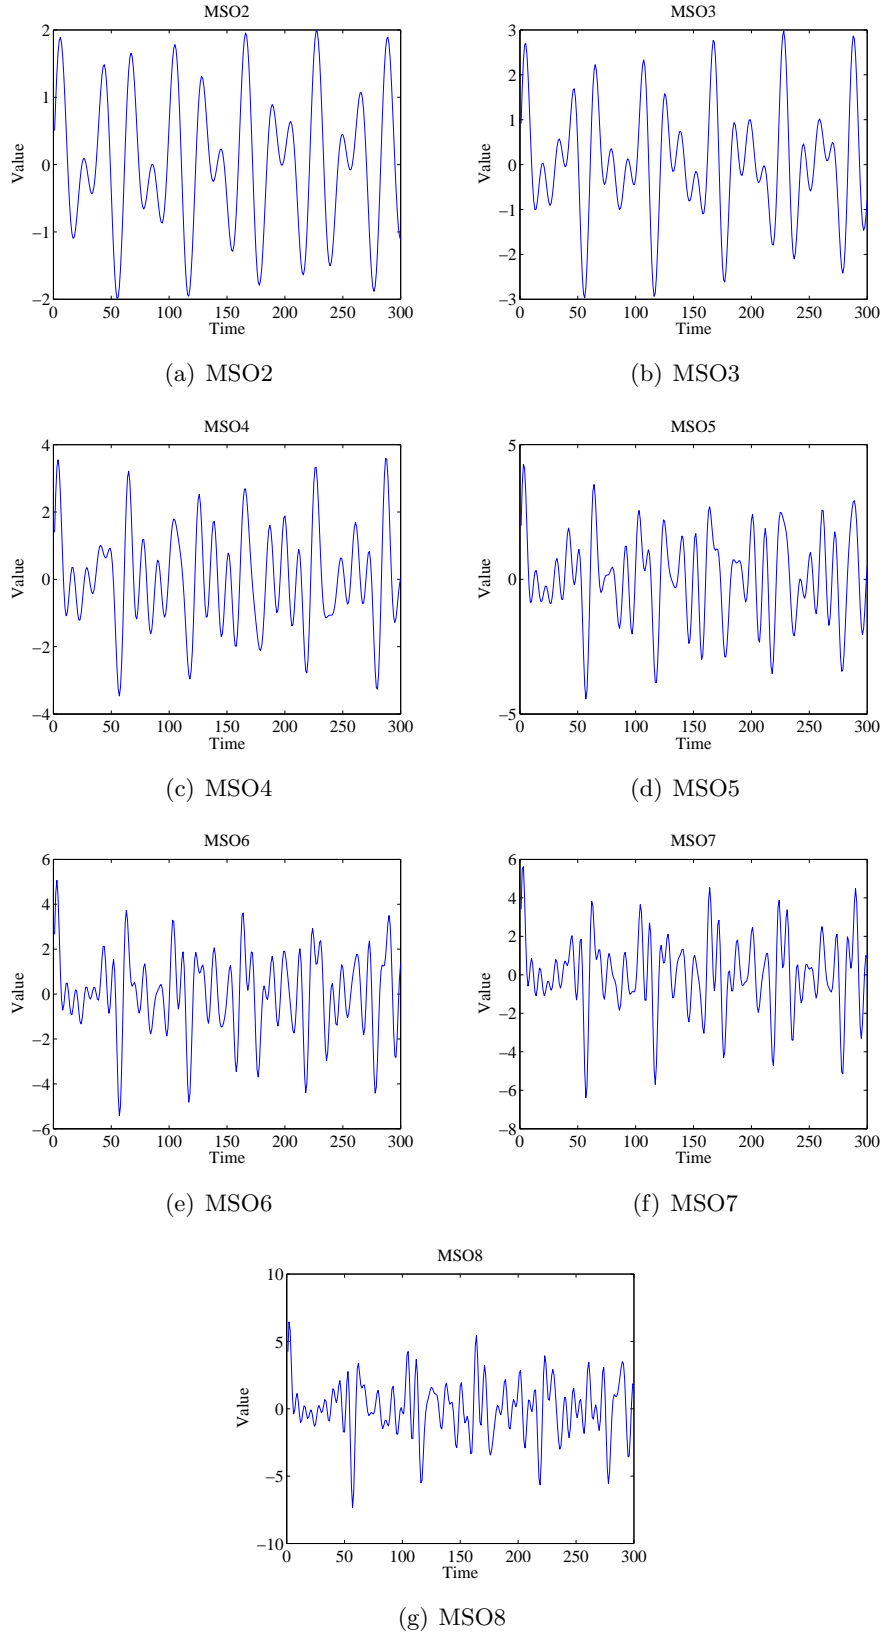 MSO2
2
1
0
−1
−2
Value
0 50 100 150 200 250 300
Time
(a) MSO2
MSO3
3
2
1
0
−1
−2
−3
Value
0 50 100 150 200 250 300
Time
(b) MSO3
MSO4
4
2
0
−2
−4
Value
0 50 100 150 200 250 300
Time
(c) MSO4
MSO5
5
0
−5
Value
0 50 100 150 200 250 300
Time
(d) MSO5
MSO6
6
4
2
0
−2
−4
−6
Value
0 50 100 150 200 250 300
Time
(e) MSO6
MSO7
6
4
2
0
−2
−4
−6
−8
Value
0 50 100 150 200 250 300
Time
(f) MSO7
MSO8
10
5
0
−5
−10
Value
0 50 100 150 200 250 300
Time
(g) MSO8